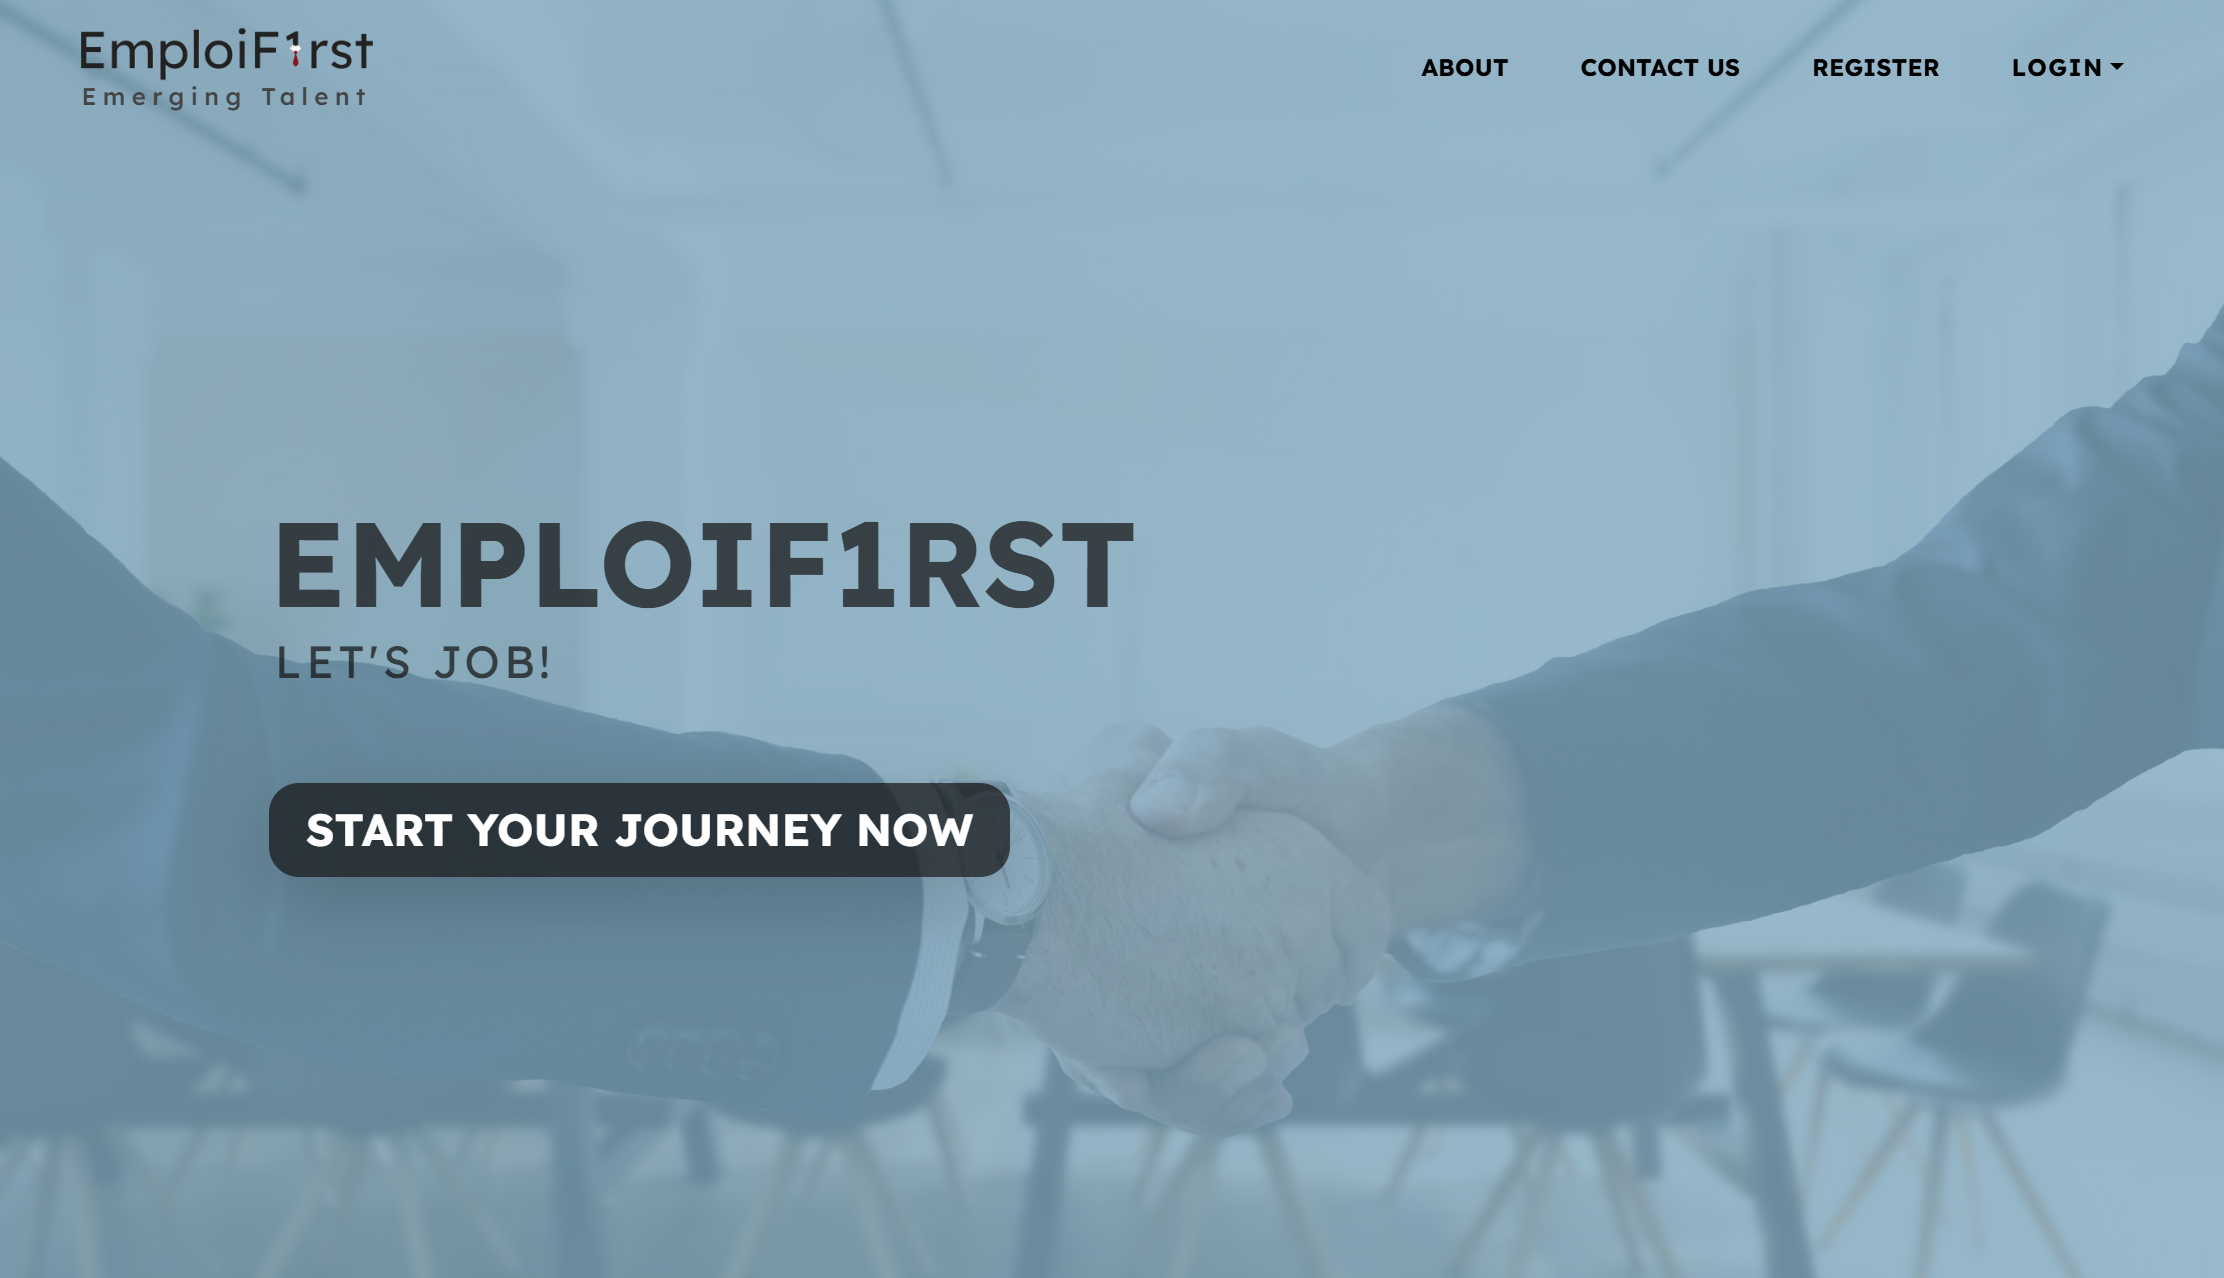 EmploiF1rst
Emerging Talent
ABOUT
CONTACT US
REGISTER
LOGIN
EMPLOIF1RST
LET'S JOB!
START YOUR JOURNEY NOW